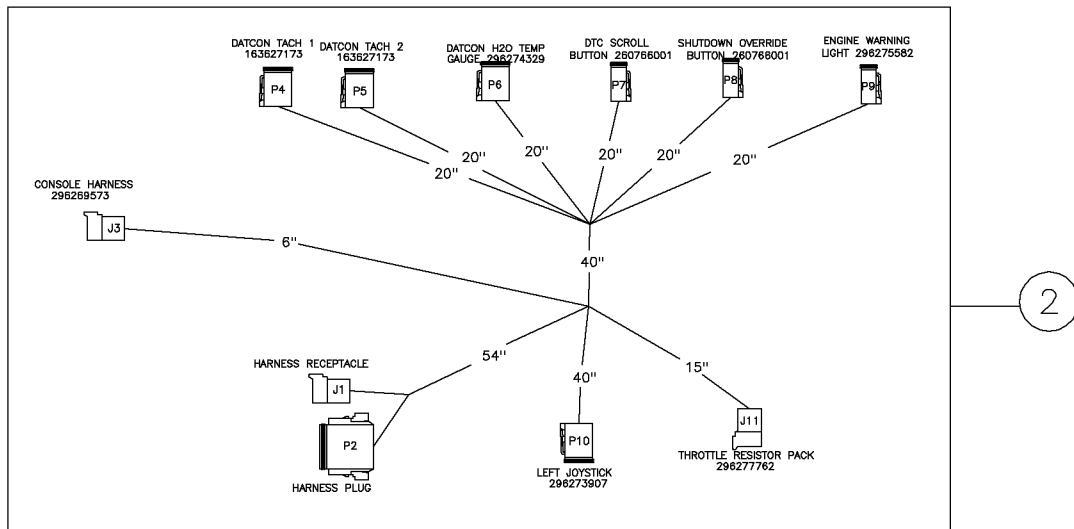 DATCON TACH 1
163627173
P4
DATCON TACH 2
163627173
P5
DATCON H2O TEMP
GAUGE 296274329
P6
DTC SCROLL
BUTTON 260766001
P7
SHUTDOWN OVERRIDE
BUTTON 260766001
P8
ENGINE WARNING
LIGHT 296275582
P9
20"
20"
20"
20"
20"
20"
CONSOLE HARNESS
296269573
J3
6"
40"
2
54"
40"
15"
HARNESS RECEPTACLE
J1
P2
HARNESS PLUG
P10
LEFT JOYSTICK
296273907
J11
THROTTLE RESISTOR PACK
296277762